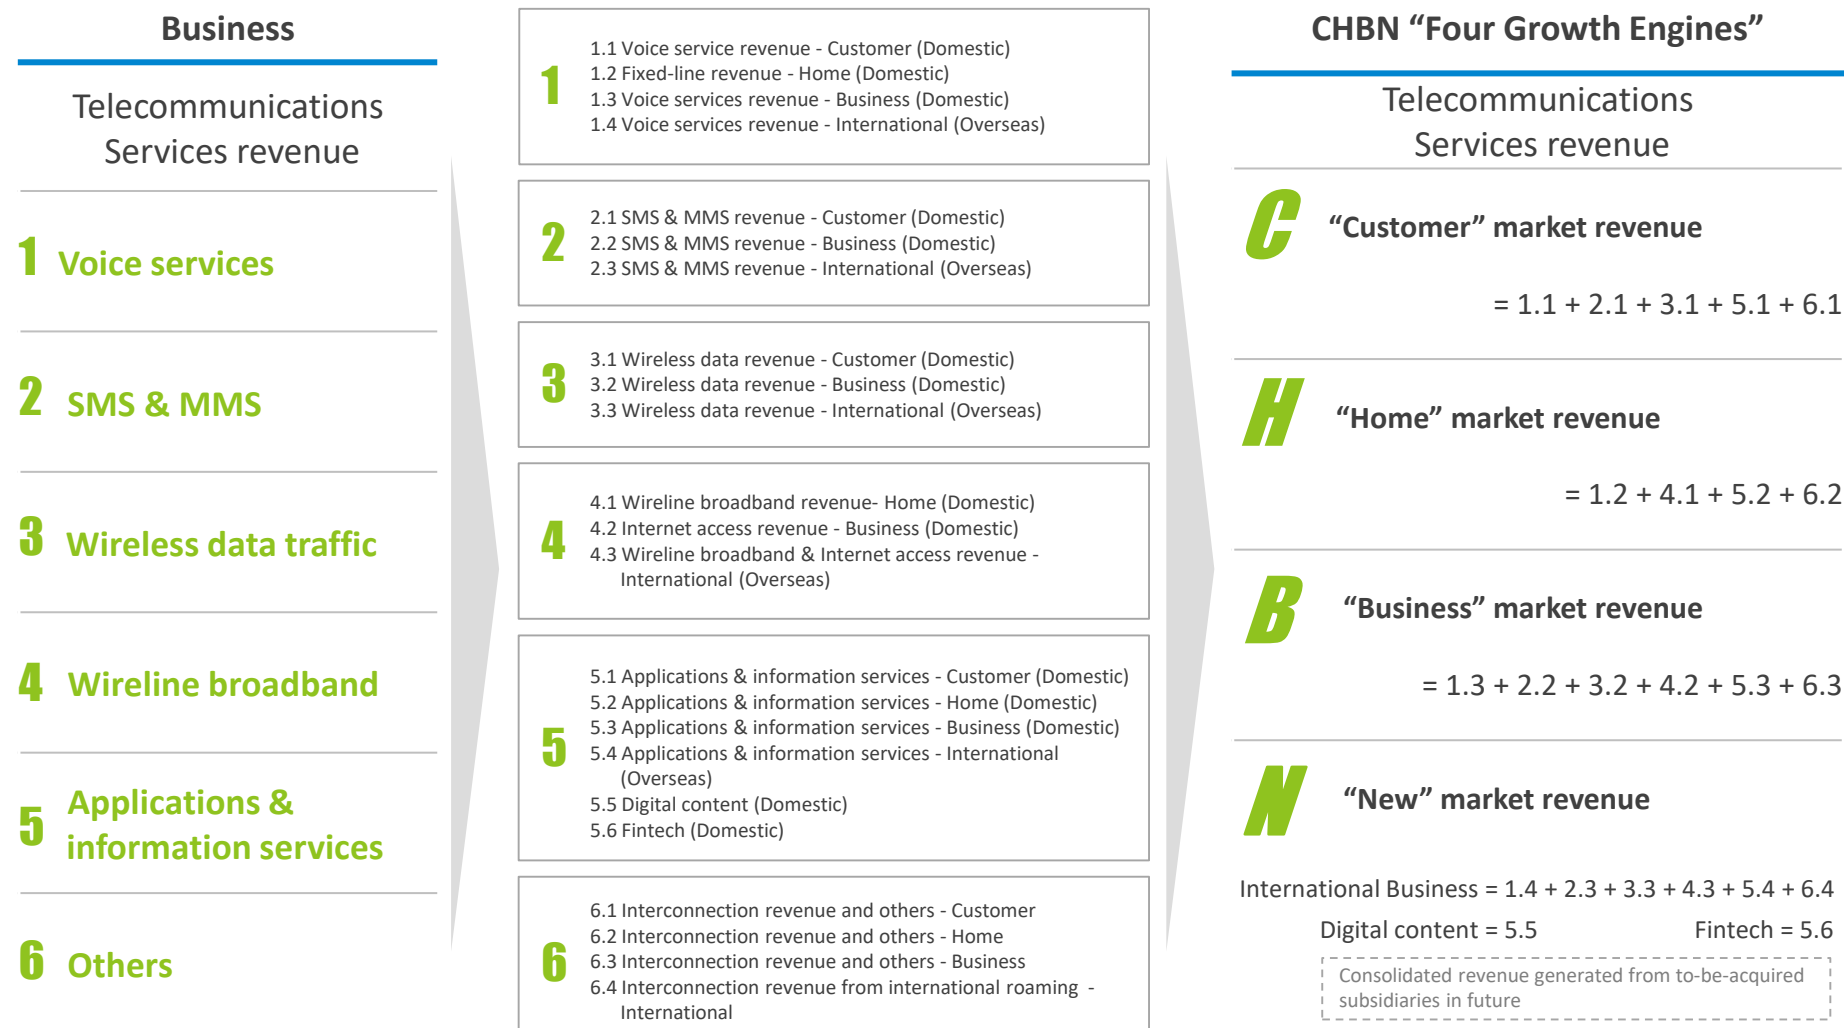 Business
Telecommunications
Services revenue
1 Voice services
2 SMS & MMS
3 Wireless data traffic
4 Wireline broadband
5 Applications &
information services
6 Others
1
1.1 Voice service revenue - Customer (Domestic)
1.2 Fixed-line revenue - Home (Domestic)
1.3 Voice services revenue - Business (Domestic)
1.4 Voice services revenue - International (Overseas)
2
2.1 SMS & MMS revenue - Customer (Domestic)
2.2 SMS & MMS revenue - Business (Domestic)
2.3 SMS & MMS revenue - International (Overseas)
3
3.1 Wireless data revenue - Customer (Domestic)
3.2 Wireless data revenue - Business (Domestic)
3.3 Wireless data revenue - International (Overseas)
4
4.1 Wireline broadband revenue- Home (Domestic)
4.2 Internet access revenue - Business (Domestic)
4.3 Wireline broadband & Internet access revenue -
International (Overseas)
5
5.1 Applications & information services - Customer (Domestic)
5.2 Applications & information services - Home (Domestic)
5.3 Applications & information services - Business (Domestic)
5.4 Applications & information services - International
(Overseas)
5.5 Digital content (Domestic)
5.6 Fintech (Domestic)
6
6.1 Interconnection revenue and others - Customer
6.2 Interconnection revenue and others - Home
6.3 Interconnection revenue and others - Business
6.4 Interconnection revenue from international roaming -
International
CHBN “Four Growth Engines”
Telecommunications
Services revenue
C “Customer” market revenue
= 1.1 + 2.1 + 3.1 + 5.1 + 6.1
H “Home” market revenue
= 1.2 + 4.1 + 5.2 + 6.2
B “Business” market revenue
= 1.3 + 2.2 + 3.2 + 4.2 + 5.3 + 6.3
N “New” market revenue
International Business = 1.4 + 2.3 + 3.3 + 4.3 + 5.4 + 6.4
Digital content = 5.5 Fintech = 5.6
Consolidated revenue generated from to-be-acquired
subsidiaries in future